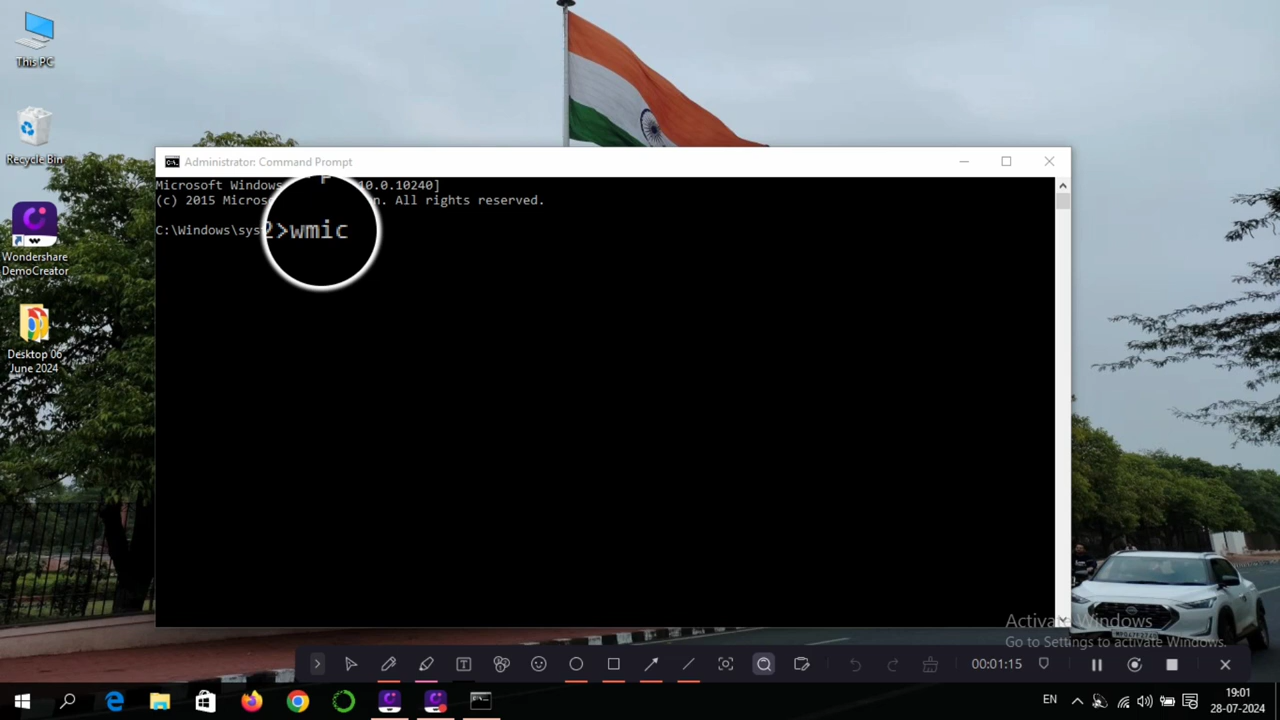 This PC
Recycle Bin
Wondershare
DemoCreator
Desktop 06
June 2024
Administrator: Command Prompt
Microsoft Windows 10.0.10240]
(c) 2015 Micros n. All rights reserved.
C:\Windows\sys 2>wmic
Activate Windows
Go to Settings to activate Windows.
00:01:15
EN
19:01
28-07-2024